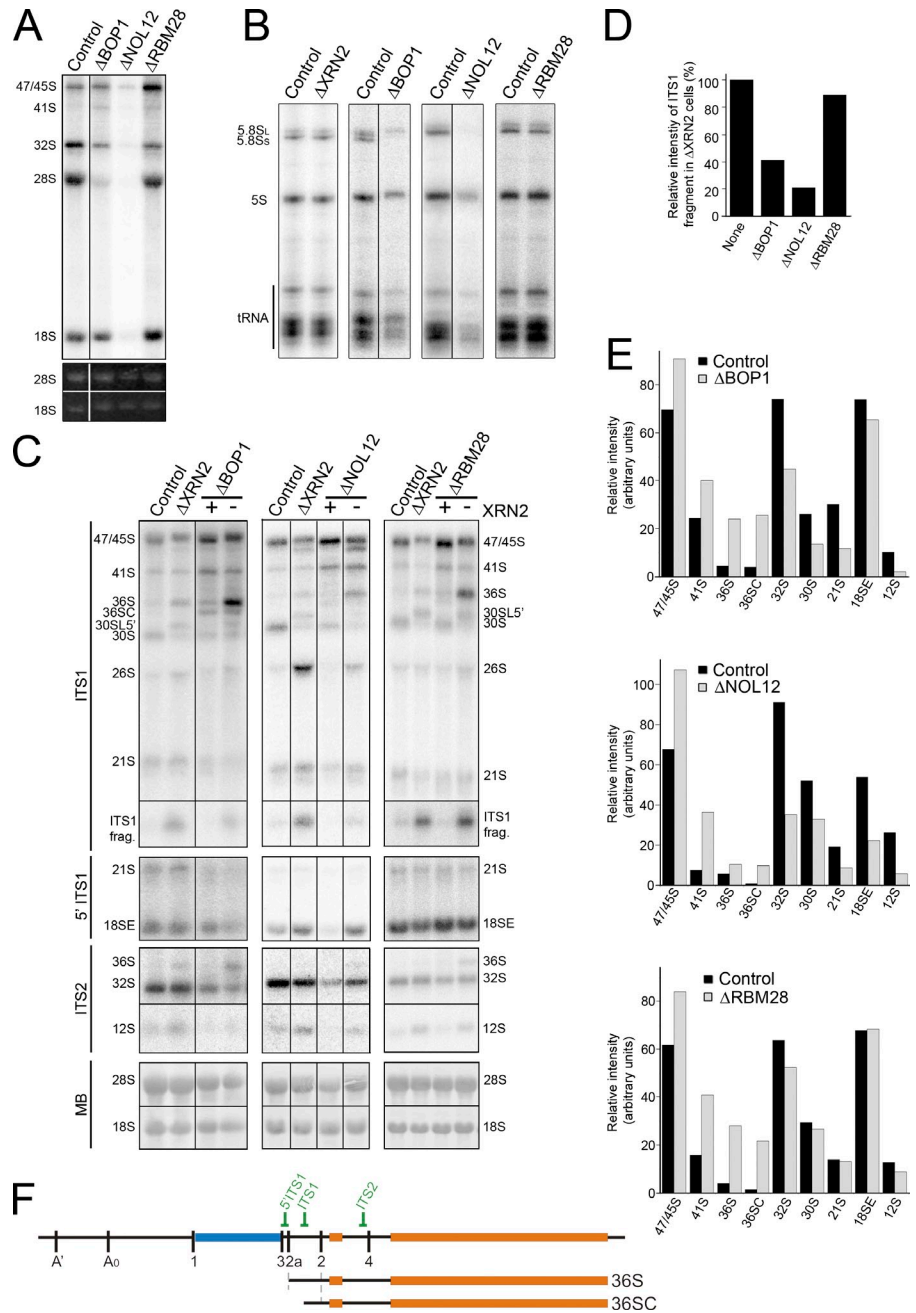 A
Control
ΔBOP1
ΔNOL12
ΔRBM28
47/45S
41S
32S
28S
18S
28S
18S
B
Control
ΔXRN2
Control
ΔBOP1
Control
ΔNOL12
Control
ΔRBM28
5.8SL
5.8SS
5S
tRNA
D
Relative intenstiy of ITS1
fragment in ΔXRN2 cells (%)
100
80
60
40
20
0
None
ΔBOP1
ΔNOL12
ΔRBM28
C
Control
ΔXRN2
ΔBOP1
+ -
Control
ΔXRN2
ΔNOL12
+ -
Control
ΔXRN2
ΔRBM28
+ -
XRN2
ITS1
47/45S
41S
36S
36SC
30SL5'
30S
26S
21S
ITS1
frag.
47/45S
41S
36S
30SL5'
30S
26S
21S
ITS1
frag.
5' ITS1
21S
18SE
21S
18SE
ITS2
36S
32S
12S
36S
32S
12S
MB
28S
18S
28S
18S
E
Control
ΔBOP1
Relative intensity
(arbitrary units)
80
60
40
20
0
47/45S
41S
36S
36SC
32S
30S
21S
18SE
12S
Control
ΔNOL12
Relative intensity
(arbitrary units)
100
80
60
40
20
0
47/45S
41S
36S
36SC
32S
30S
21S
18SE
12S
Control
ΔRBM28
Relative intensity
(arbitrary units)
80
60
40
20
0
47/45S
41S
36S
36SC
32S
30S
21S
18SE
12S
F
5'ITS1
ITS1
ITS2
A'
A0
1
3
2a
2
4
36S
36SC